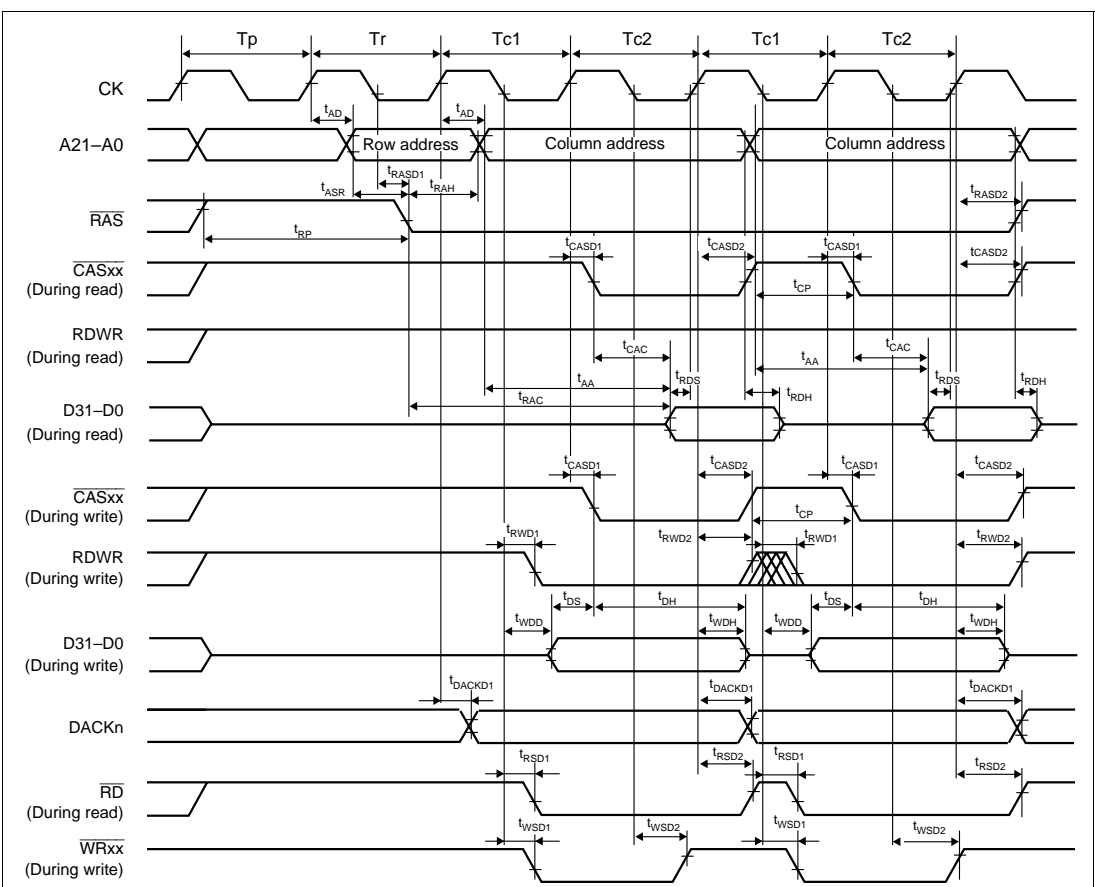 Tp Tr Tc1 Tc2 Tc1 Tc2
CK
tAD tAD
A21–A0 Row address Column address Column address
tRASD1
tASR tRAH tRASD2
RAS
tRP
tCASD1 tCASD2 tCASD1 tCASD2
CASxx
(During read)
tCP
RDWR
(During read)
tCAC tCAC
tAA tAA
tRDS tRDS
tRAC tRDH tRDH
D31–D0
(During read)
tCASD1 tCASD2 tCASD1 tCASD2
CASxx
(During write)
tCP
tRWD1 tRWD2 tRWD1 tRWD2
RDWR
(During write)
tDS tDH tDS tDH
tWDD tWDH tWDD tWDH
D31–D0
(During write)
tDACKD1 tDACKD1 tDACKD1
DACKn
tRSD1 tRSD2 tRSD1 tRSD2
RD
(During read)
tWSD1 tWSD2 tWSD1 tWSD2
WRxx
(During write)